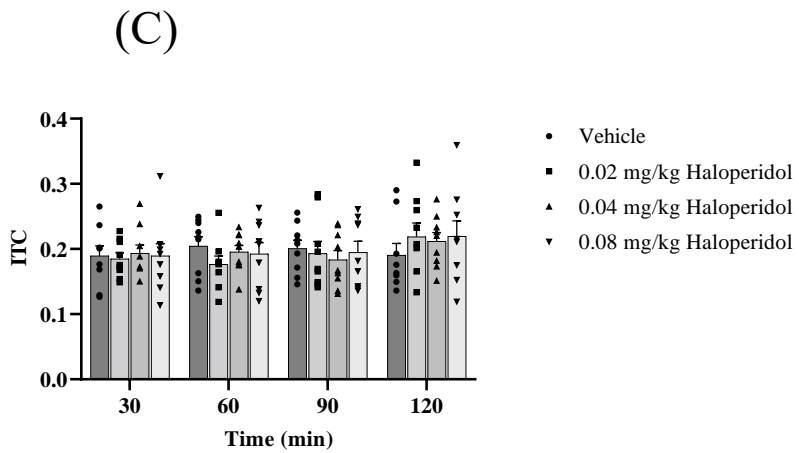 (C)
0.4
0.3
0.2
0.1
0.0
ITC
30 60 90 120
Time (min)
Vehicle
0.02 mg/kg Haloperidol
0.04 mg/kg Haloperidol
0.08 mg/kg Haloperidol